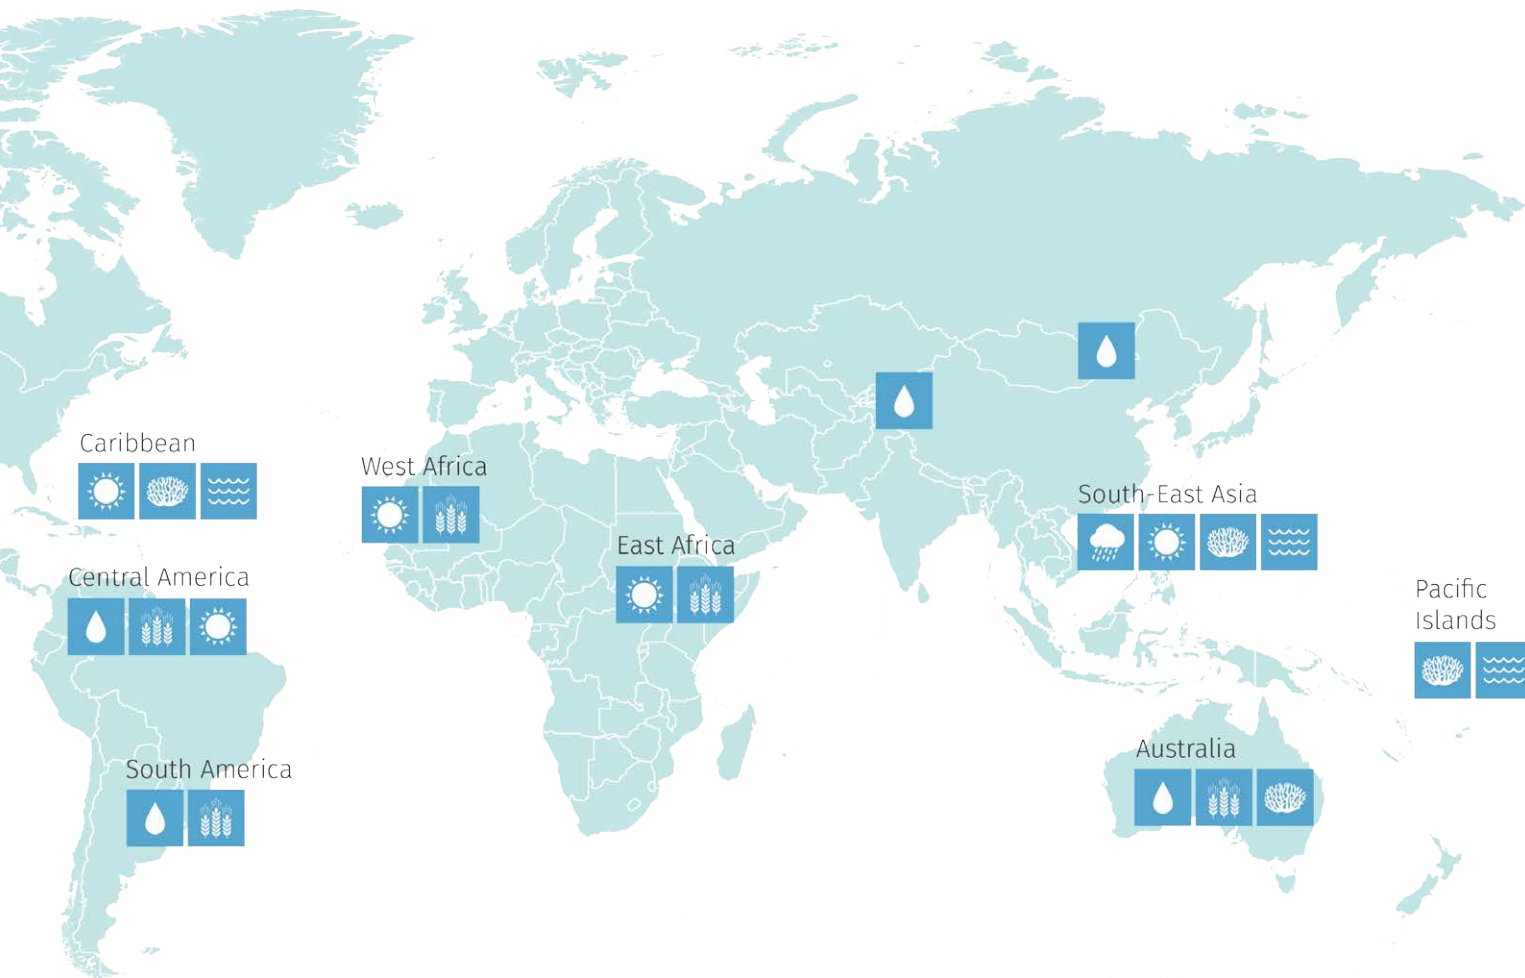 Caribbean
West Africa
South-East Asia
East Africa
Central America
Pacific
Islands
Australia
South America